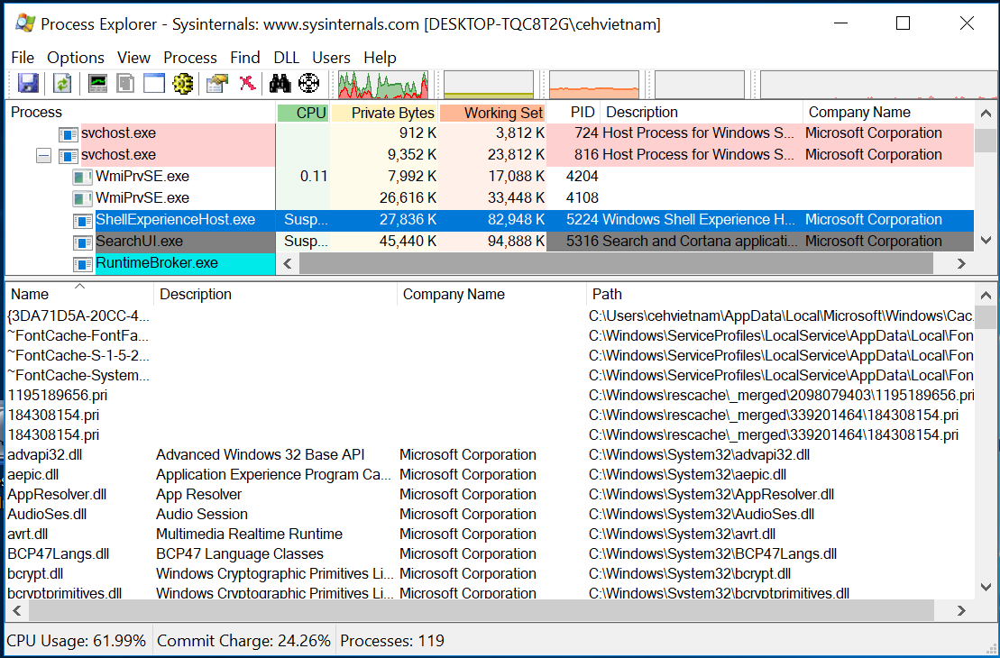 Process Explorer - Sysinternals: www.sysinternals.com [DESKTOP-TQC8T2G\cehvietnam]
File Options View Process Find DLL Users Help
Process CPU Private Bytes Working Set PID Description Company Name
svchost.exe 912 K 3,812 K 724 Host Process for Windows S... Microsoft Corporation
svchost.exe 9,352 K 23,812 K 816 Host Process for Windows S... Microsoft Corporation
WmiPrvSE.exe 0.11 7,992 K 17,088 K 4204
WmiPrvSE.exe 26,616 K 33,448 K 4108
ShellExperienceHost.exe Susp... 27,836 K 82,948 K 5224 Windows Shell Experience H... Microsoft Corporation
SearchUI.exe Susp... 45,440 K 94,888 K 5316 Search and Cortana applicati... Microsoft Corporation
RuntimeBroker.exe
Name Description Company Name Path
{3DA71D5A-20CC-4... C:\Users\cehvietnam\AppData\Local\Microsoft\Windows\Cac
~FontCache-FontFa... C:\Windows\ServiceProfiles\LocalService\AppData\Local\Fon
~FontCache-S-1-5-2... C:\Windows\ServiceProfiles\LocalService\AppData\Local\Fon
~FontCache-System... C:\Windows\ServiceProfiles\LocalService\AppData\Local\Fon
1195189656.pri C:\Windows\rescache\_merged\2098079403\1195189656.pri
184308154.pri C:\Windows\rescache\_merged\339201464\184308154.pri
184308154.pri C:\Windows\rescache\_merged\339201464\184308154.pri
advapi32.dll Advanced Windows 32 Base API Microsoft Corporation C:\Windows\System32\advapi32.dll
aepic.dll Application Experience Program Ca... Microsoft Corporation C:\Windows\System32\aepic.dll
AppResolver.dll App Resolver Microsoft Corporation C:\Windows\System32\AppResolver.dll
AudioSes.dll Audio Session Microsoft Corporation C:\Windows\System32\AudioSes.dll
avrt.dll Multimedia Realtime Runtime Microsoft Corporation C:\Windows\System32\avrt.dll
BCP47Langs.dll BCP47 Language Classes Microsoft Corporation C:\Windows\System32\BCP47Langs.dll
bcrypt.dll Windows Cryptographic Primitives Li... Microsoft Corporation C:\Windows\System32\bcrypt.dll
bcryptprimitives.dll Windows Cryptographic Primitives Li... Microsoft Corporation C:\Windows\System32\bcryptprimitives.dll
CPU Usage: 61.99% Commit Charge: 24.26% Processes: 119